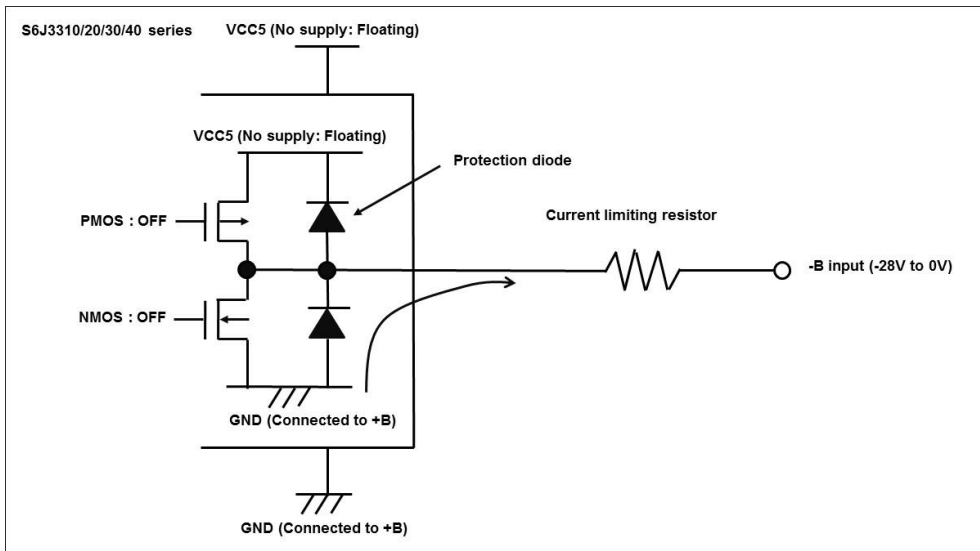 S6J3310/20/30/40 series
VCC5 (No supply: Floating)
VCC5 (No supply: Floating)
Protection diode
PMOS : OFF
Current limiting resistor
-B input (-28V to 0V)
NMOS : OFF
GND (Connected to +B)
GND (Connected to +B)